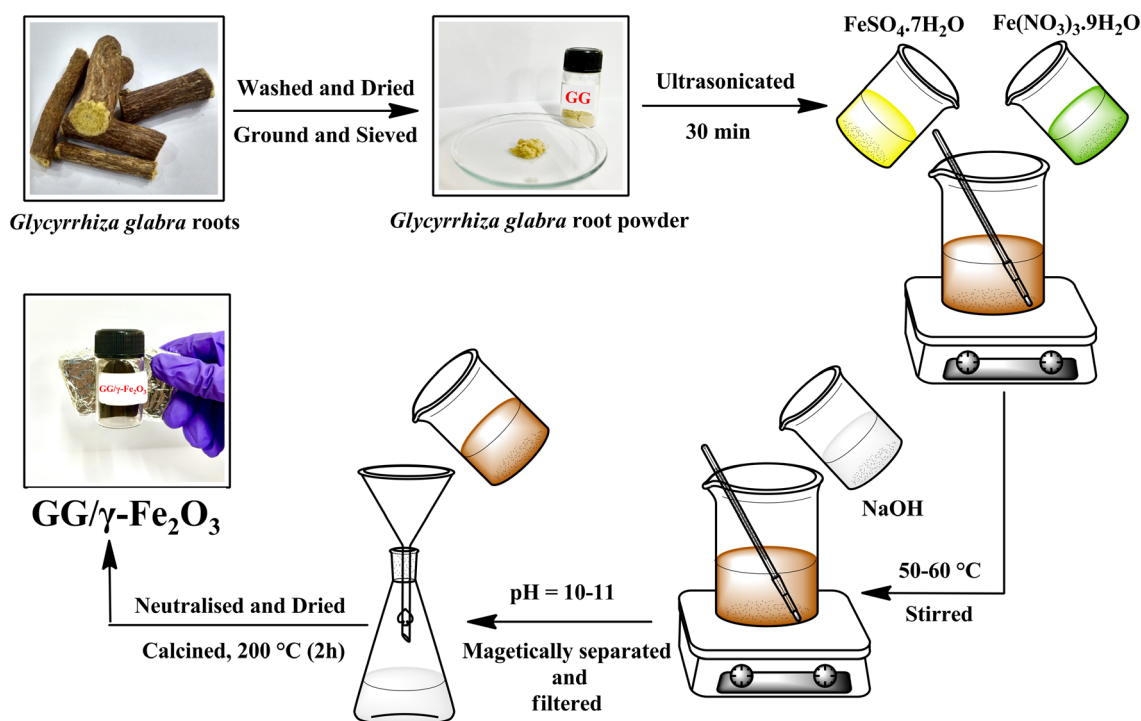 FeSO₄.7H₂O
Fe(NO₃)₃.9H₂O
Washed and Dried
Ground and Sieved
GG
Ultrasonicated
30 min
Glycyrrhiza glabra roots
Glycyrrhiza glabra root powder
50-60 °C
Stirred
NaOH
pH = 10-11
Magetically separated
and
filtered
Neutralised and Dried
Calcined, 200 °C (2h)
GG/γ-Fe₂O₃
GG/γ-Fe₂O₃